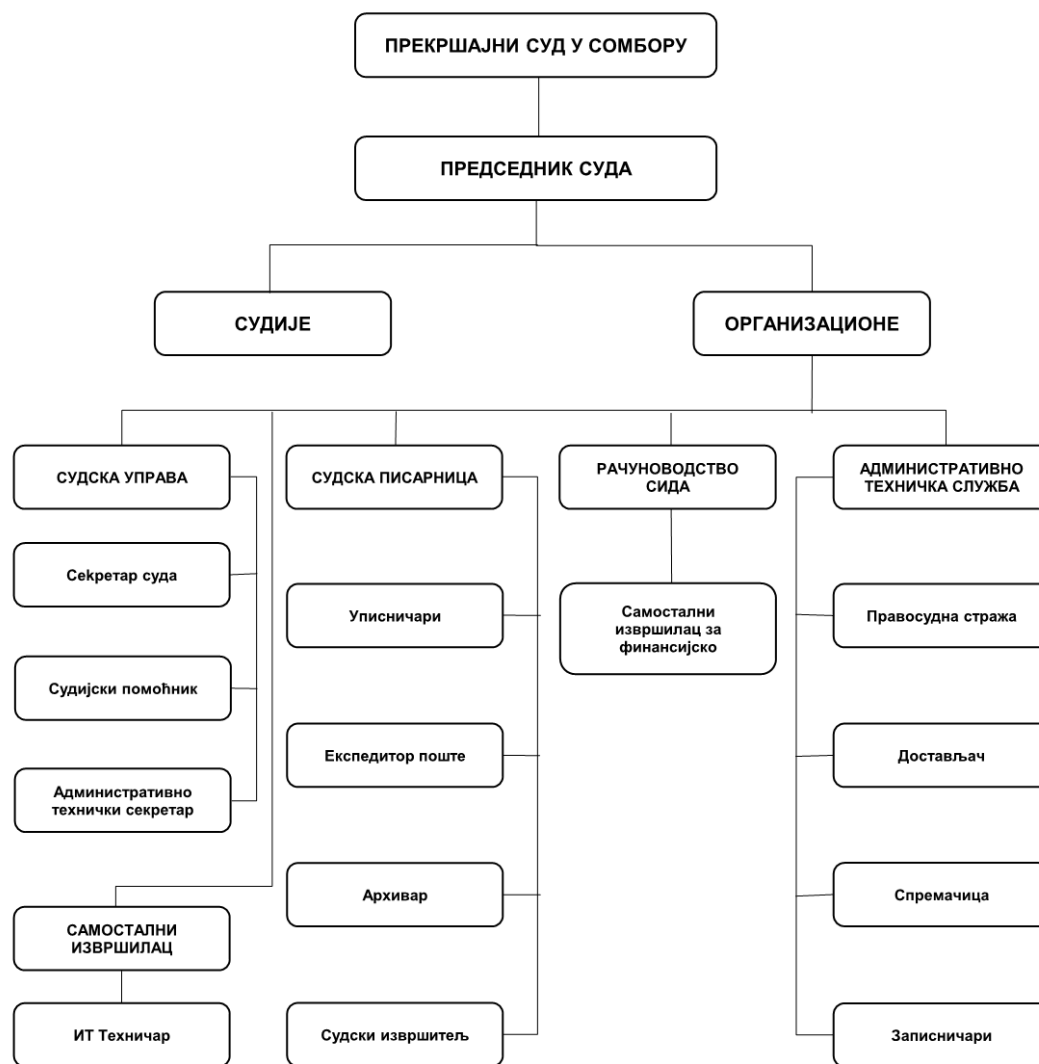 ПРЕКРШАЈНИ СУД У СОМБОРУ
ПРЕДСЕДНИК СУДА
СУДИЈЕ
ОРГАНИЗАЦИОНЕ
СУДСКА УПРАВА
СУДСКА ПИСАРНИЦА
РАЧУНОВОДСТВО
СИДА
АДМИНИСТРАТИВНО
ТЕХНИЧКА СЛУЖБА
Секретар суда
Уписничари
Самостални
извршилац за
финансијско
Правосудна стража
Судијски помоћник
Експедитор поште
Достављач
Административно
технички секретар
Архивар
Спремачица
САМОСТАЛНИ
ИЗВРШИЛАЦ
ИТ Техничар
Судски извршитељ
Записничари